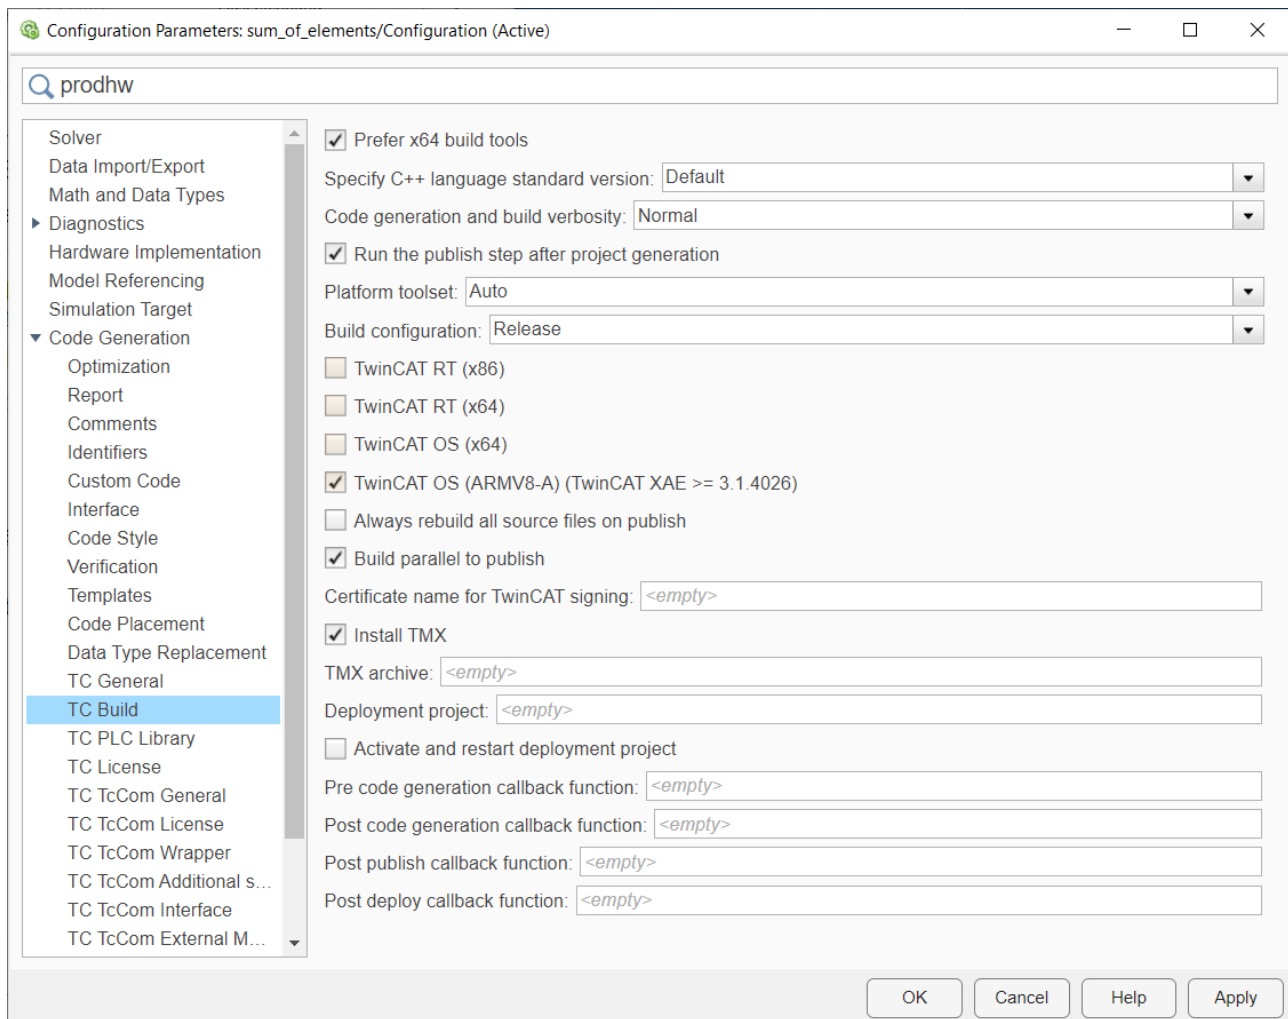 Configuration Parameters: sum_of_elements/Configuration (Active)
prodhw
Solver
Data Import/Export
Math and Data Types
Diagnostics
Hardware Implementation
Model Referencing
Simulation Target
Code Generation
Optimization
Report
Comments
Identifiers
Custom Code
Interface
Code Style
Verification
Templates
Code Placement
Data Type Replacement
TC General
TC Build
TC PLC Library
TC License
TC TcCom General
TC TcCom License
TC TcCom Wrapper
TC TcCom Additional s...
TC TcCom Interface
TC TcCom External M...
Prefer x64 build tools
Specify C++ language standard version: Default
Code generation and build verbosity: Normal
Run the publish step after project generation
Platform toolset: Auto
Build configuration: Release
TwinCAT RT (x86)
TwinCAT RT (x64)
TwinCAT OS (x64)
TwinCAT OS (ARMV8-A) (TwinCAT XAE >= 3.1.4026)
Always rebuild all source files on publish
Build parallel to publish
Certificate name for TwinCAT signing: <empty>
Install TMX
TMX archive: <empty>
Deployment project: <empty>
Activate and restart deployment project
Pre code generation callback function: <empty>
Post code generation callback function: <empty>
Post publish callback function: <empty>
Post deploy callback function: <empty>
OK Cancel Help Apply